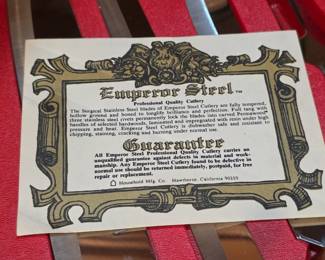 Emperor Steel™
Professional Quality Cutlery
The Surgical Stainless Steel blades of Emperor Steel Cutlery are fully tempered,
hollow ground and boned to lengthy brilliance and perfection. Full tang with
three stainless steel rivets permanently lock the blades into carved Permawood®
handles of selected hardwoods, laminated and impregnated with resin under high
pressure and heat. Emperor Steel Cutlery is dishwasher safe and resistant to
chipping, staining, cracking and burning under normal use.
Guarantee
All Emperor Steel Professional Quality Cutlery carries an
unqualified guarantee against defects in material and work-
manship. Any Emperor Steel Cutlery found to be defective in
normal use should be returned immediately, postpaid, for free
repair or replacement.
Household Mfg. Co. Hawthorne, California 90250